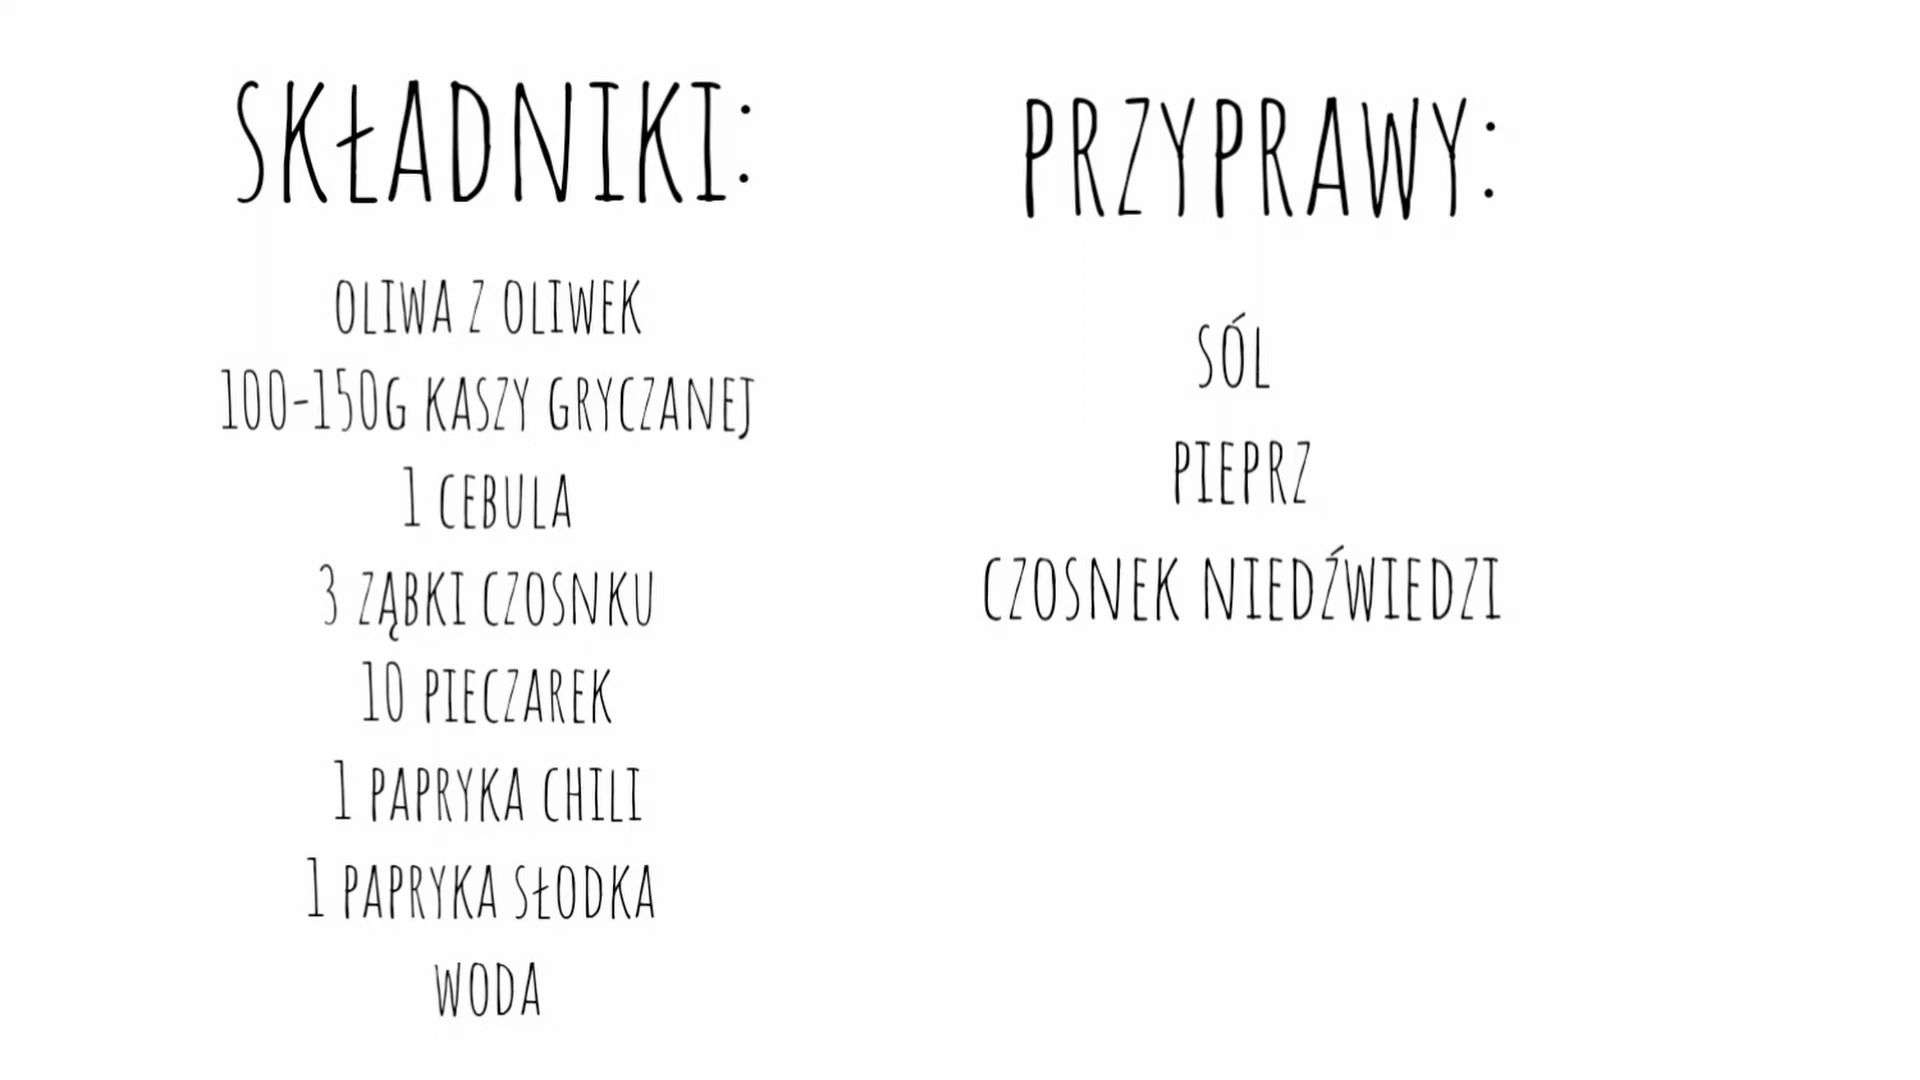 SKŁADNIKI:
OLIWA Z OLIWEK
100-150G KASZY GRYCZANEJ
1 CEBULA
3 ZĄBKI CZOSNKU
10 PIECZAREK
1 PAPRYKA CHILI
1 PAPRYKA SŁODKA
WODA
PRZYPRAWY:
SÓL
PIEPRZ
CZOSNEK NIEDŹWIEDZI